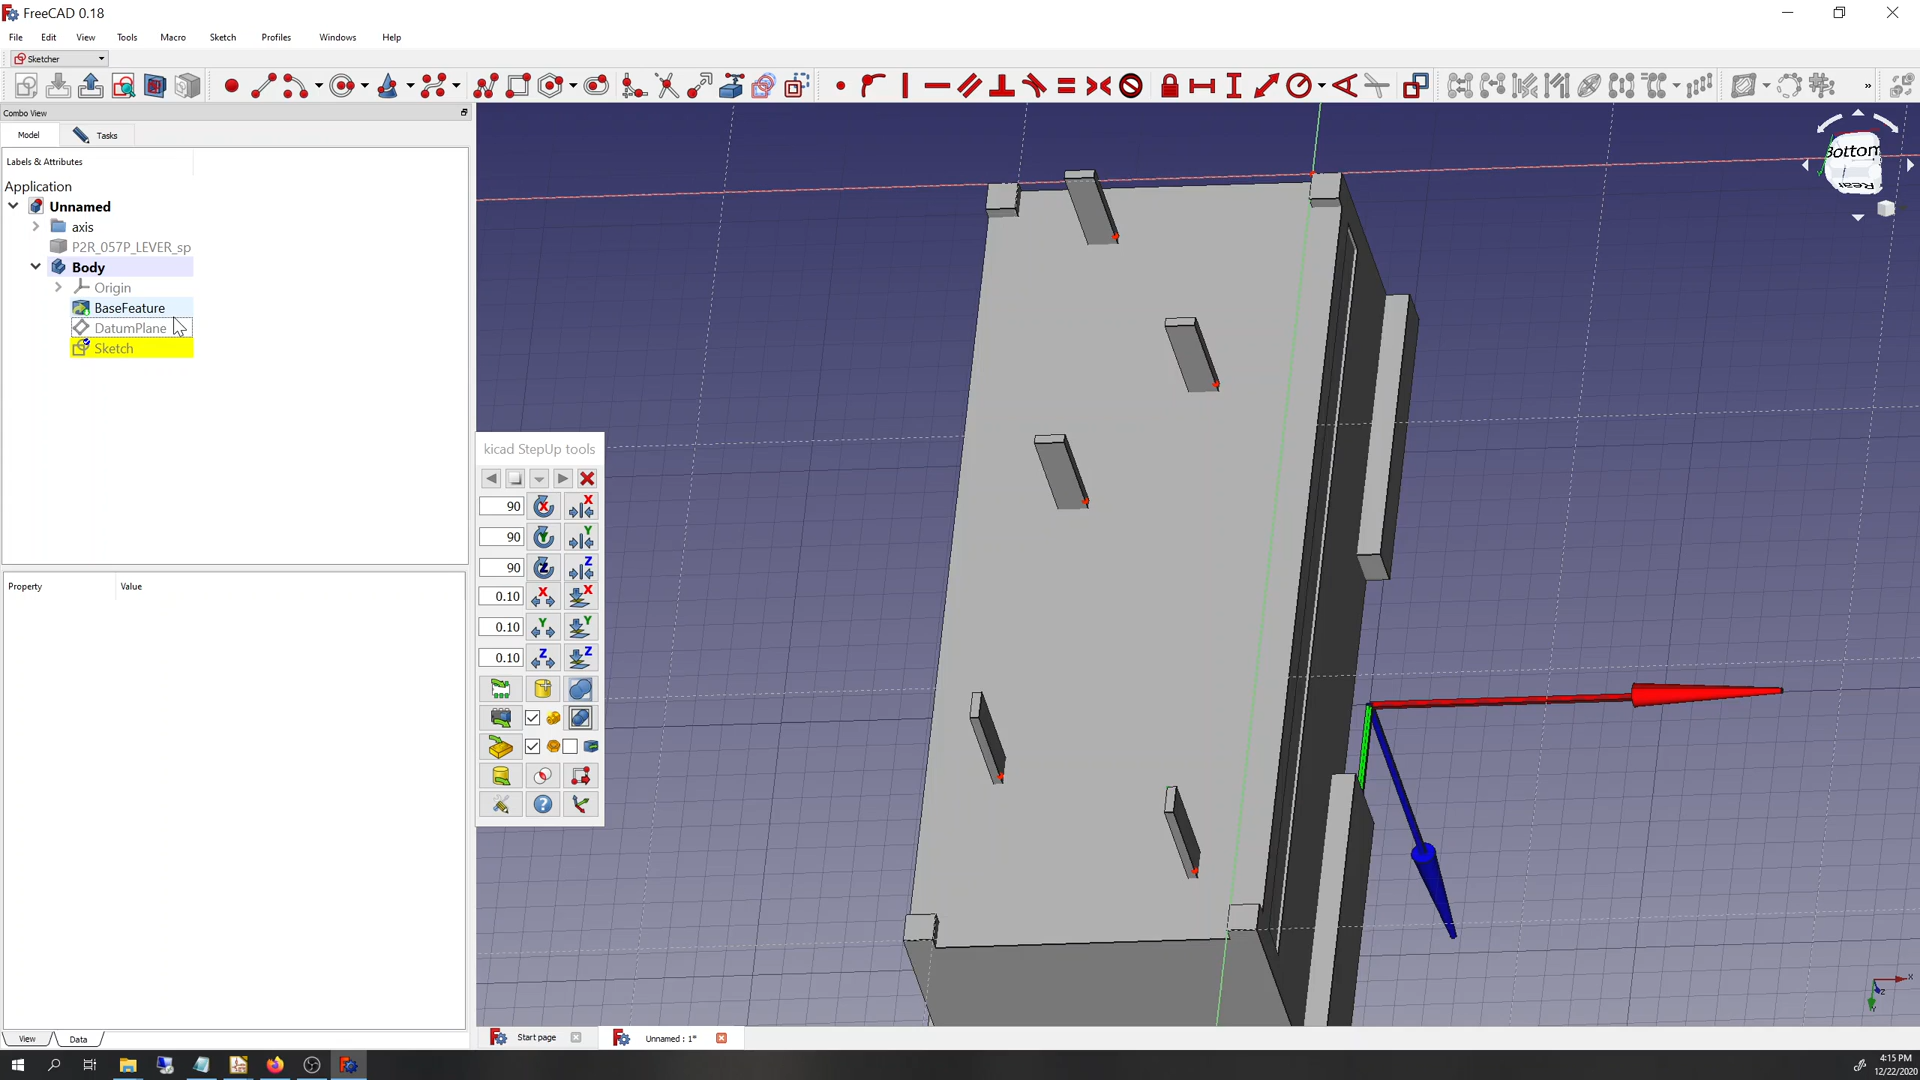 FreeCAD 0.18
File Edit View Tools Macro Sketch Profiles Windows Help
Sketcher
Combo View
Model Tasks
Labels & Attributes
Application
Unnamed
axis
P2R_057P_LEVER_sp
Body
Origin
BaseFeature
DatumPlane
Sketch
Property Value
View Data
kicad StepUp tools
90 X X
90 Y Y
90 Z Z
0.10 X X
0.10 Y Y
0.10 Z Z
Bottom
Rear
X
Z
Y
Start page Unnamed : 1*
4:15 PM
12/22/2020